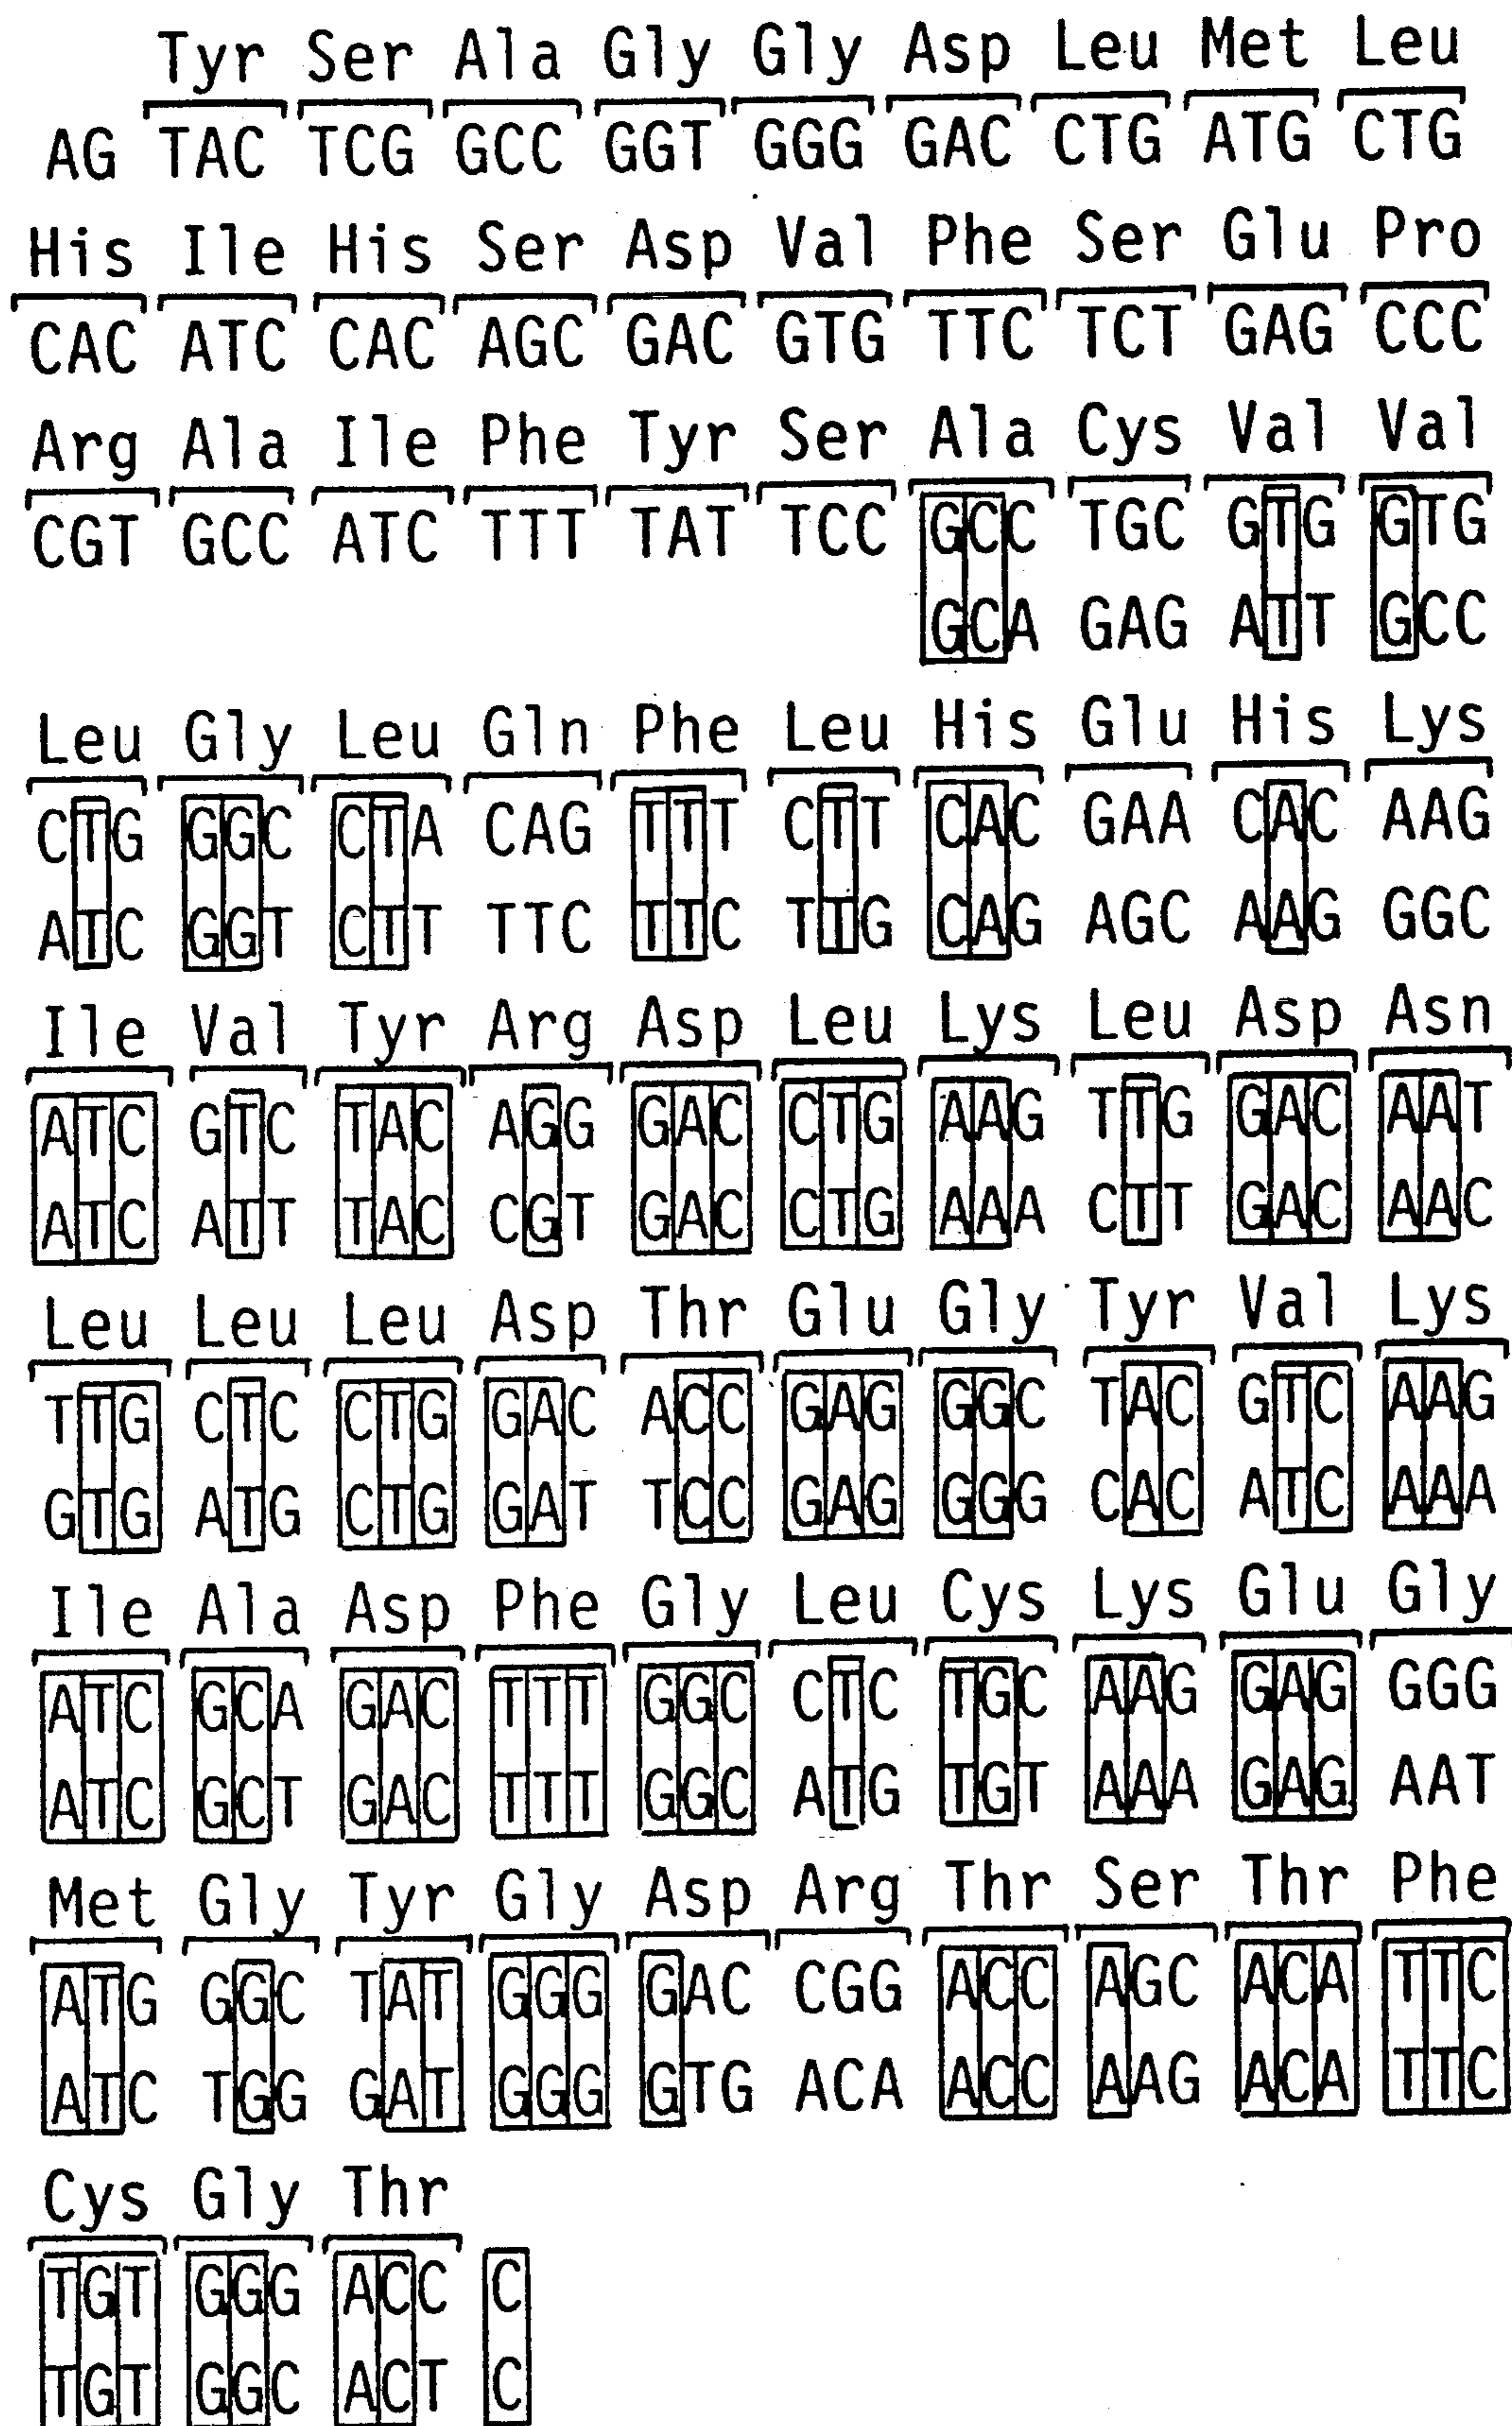 Tyr Ser Ala Gly Gly Asp Leu Met Leu
AG TAC TCG GCC GGT GGG GAC CTG ATG CTG
His Ile His Ser Asp Val Phe Ser Glu Pro
CAC ATC CAC AGC GAC GTG TTC TCT GAG CCC
Arg Ala Ile Phe Tyr Ser Ala Cys Val Val
CGT GCC ATC TTT TAT TCC GCC TGC GTG GTG
GCA GAG ATT GCC
Leu Gly Leu Gln Phe Leu His Glu His Lys
CTG GGC CTA CAG TTT CTT CAC GAA CAC AAG
ATC GGT CTT TTC TTC TTG CAG AGC AAG GGC
Ile Val Tyr Arg Asp Leu Lys Leu Asp Asn
ATC GTC TAC AGG GAC CTG AAG TTG GAC AAT
ATC ATT TAC CGT GAC CTG AAA CTT GAC AAC
Leu Leu Leu Asp Thr Glu Gly Tyr Val Lys
TTG CTC CTG GAC ACC GAG GGC TAC GTC AAG
GTG ATG CTG GAT TCC GAG GGG CAC ATC AAA
Ile Ala Asp Phe Gly Leu Cys Lys Glu Gly
ATC GCA GAC TTT GGC CTC TGC AAG GAG GGG
ATC GCT GAC TTT GGC ATG TGT AAA GAG AAT
Met Gly Tyr Gly Asp Arg Thr Ser Thr Phe
ATG GGC TAT GGG GAC CGG ACC AGC ACA TTC
ATC TGG GAT GGG GTG ACA ACC AAG ACA TTC
Cys Gly Thr
TGT GGG ACC C
TGT GGC ACT C